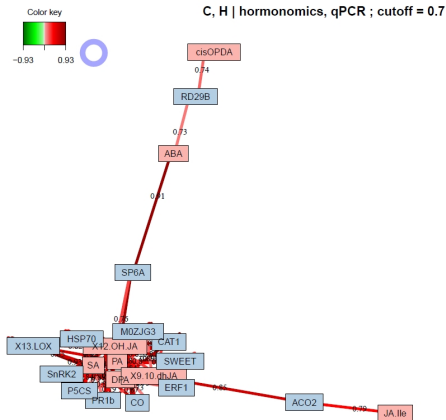 C, H | hormonomics, qPCR ; cutoff = 0.7
Color key
−0.93
0.93
cisOPDA
0.74
RD29B
0.73
ABA
0.91
SP6A
M0ZJG3
HSP70
X12.OH.JA
CAT1
X13.LOX
SA
PA
SWEET
SnRK2
DPA
X9.10.dhJA
P5CS
ERF1
PR1b
CO
ACO2
JA.Ile